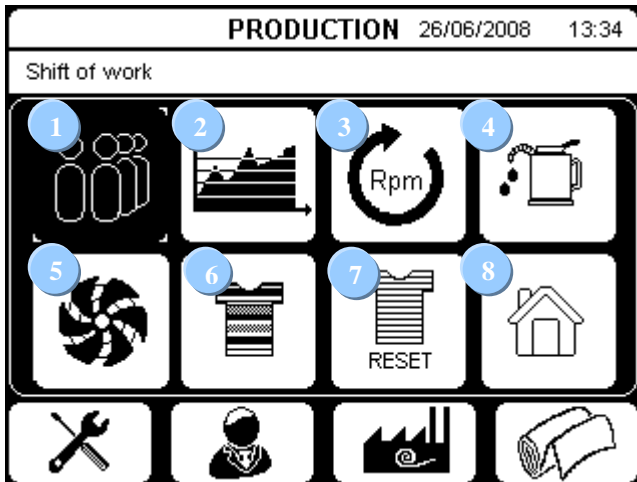 PRODUCTION 26/06/2008 13:34
Shift of work
1 2 3 4
Rpm
5 6 7 8
RESET